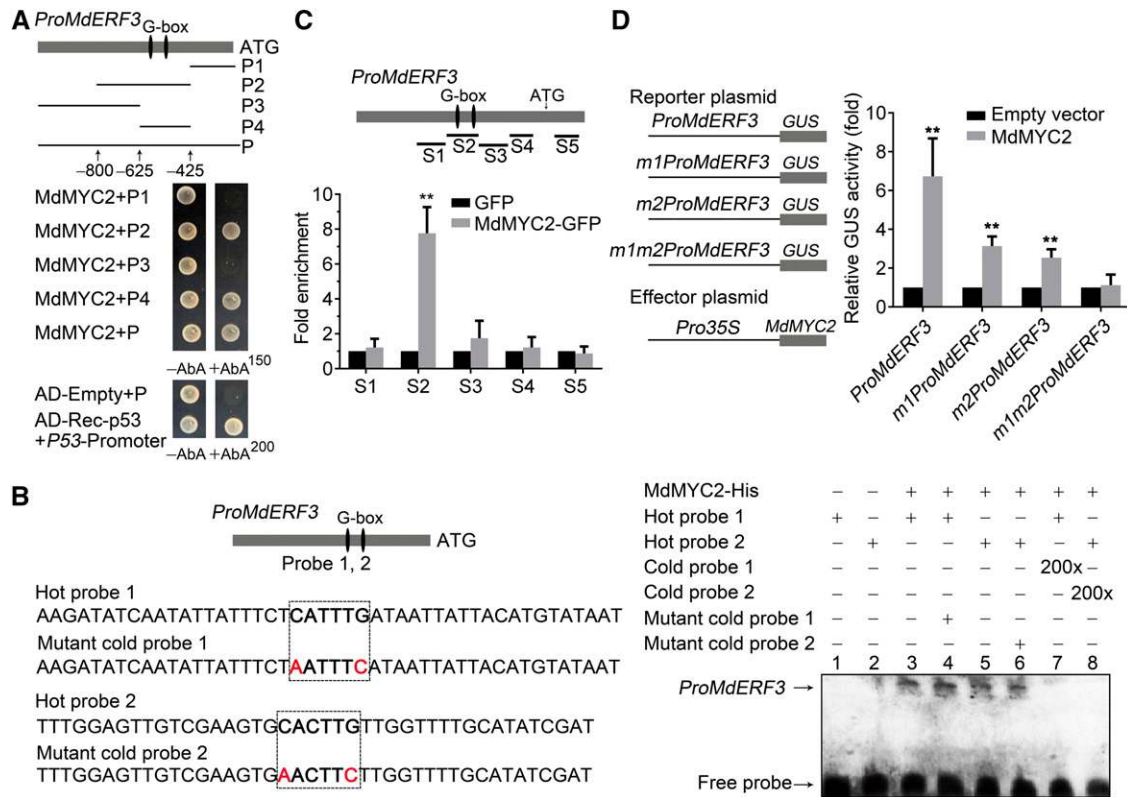 A
ProMdERF3
G-box
ATG
P1
P2
P3
P4
P
−800
−625
−425
MdMYC2+P1
MdMYC2+P2
MdMYC2+P3
MdMYC2+P4
MdMYC2+P
−AbA +AbA150
AD-Empty+P
AD-Rec-p53
+P53-Promoter
−AbA +AbA200
C
ProMdERF3
G-box
ATG
S1
S2
S3
S4
S5
GFP
MdMYC2-GFP
**
Fold enrichment
10
8
6
4
2
0
S1
S2
S3
S4
S5
D
Reporter plasmid
ProMdERF3 GUS
m1ProMdERF3 GUS
m2ProMdERF3 GUS
m1m2ProMdERF3 GUS
Effector plasmid
Pro35S MdMYC2
Empty vector
MdMYC2
Relative GUS activity (fold)
10
8
6
4
2
0
**
**
**
ProMdERF3
m1ProMdERF3
m2ProMdERF3
m1m2ProMdERF3
B
ProMdERF3
G-box
ATG
Probe 1, 2
Hot probe 1
AAGATATCAATATTATTTCTCATTTGATAATTATTACATGTATAAT
Mutant cold probe 1
AAGATATCAATATTATTTCTAATTTCATAATTATTACATGTATAAT
Hot probe 2
TTTGGAGTTGTCGAAGTGCACTTGTTGGTTTTGCATATCGAT
Mutant cold probe 2
TTTGGAGTTGTCGAAGTGAACTTCTTGGTTTTGCATATCGAT
MdMYC2-His − − + + + + + +
Hot probe 1 + − + + − − + −
Hot probe 2 − + − − + + − +
Cold probe 1 − − − − − − 200x −
Cold probe 2 − − − − − − − 200x
Mutant cold probe 1 − − − + − − − −
Mutant cold probe 2 − − − − − + − −
1 2 3 4 5 6 7 8
ProMdERF3
Free probe